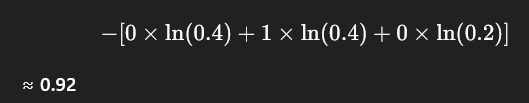 −[0 × ln(0.4) + 1 × ln(0.4) + 0 × ln(0.2)]
≈ 0.92